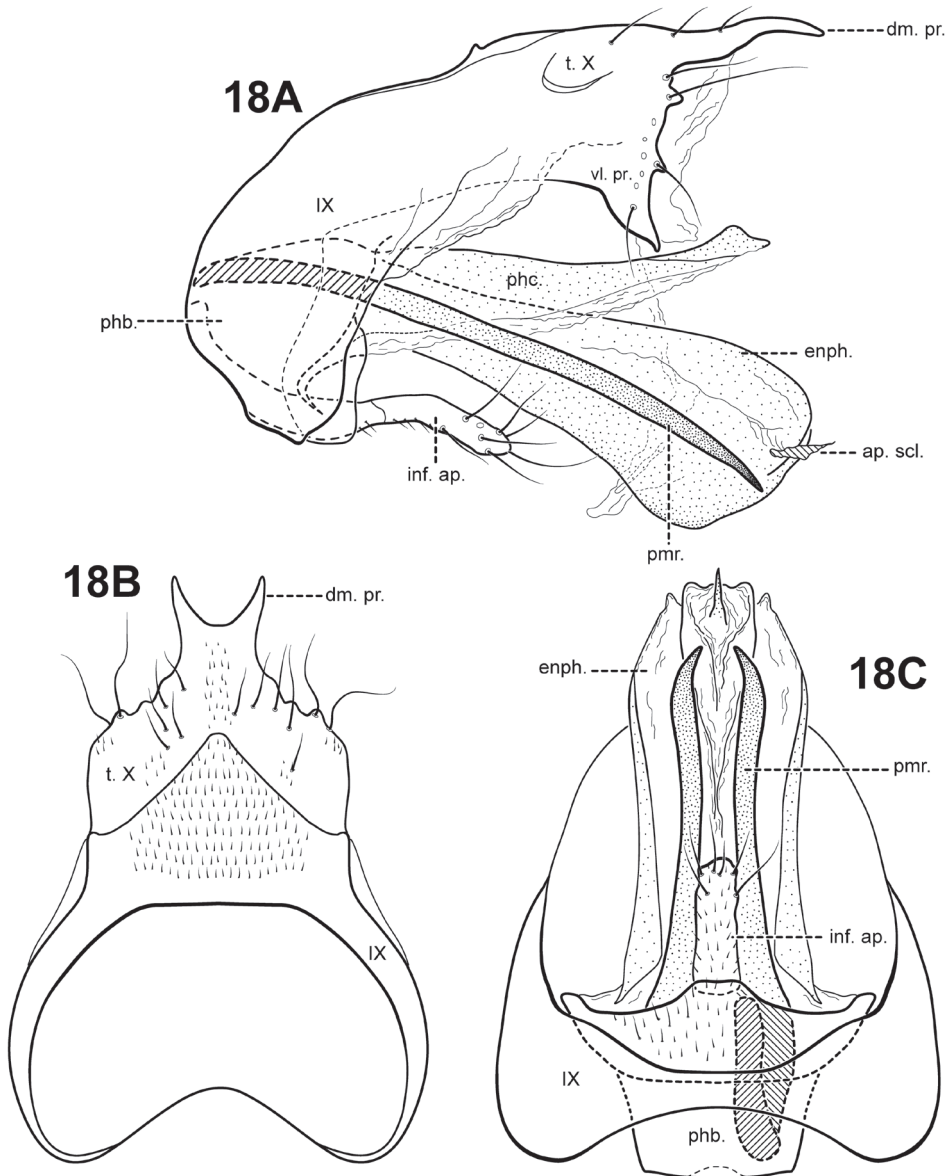 dm. pr.
t. X
18A
vl. pr.
IX
phc.
phb.
enph.
ap. scl.
inf. ap.
pmr.
18B
dm. pr.
t. X
IX
enph.
18C
pmr.
inf. ap.
IX
phb.